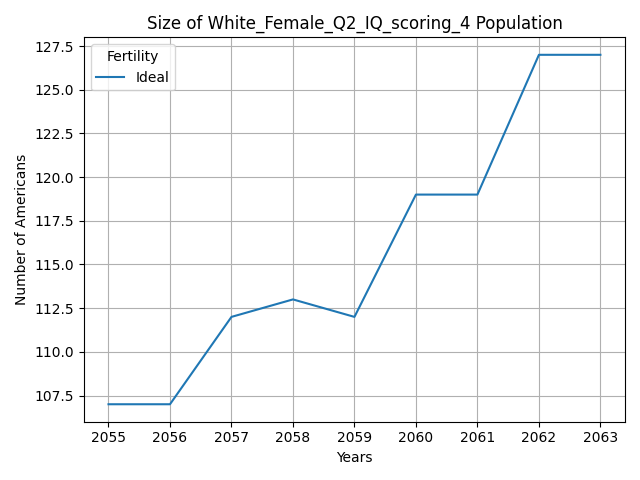 Size of White_Female_Q2_IQ_scoring_4 Population
Fertility
Ideal
Number of Americans
127.5
125.0
122.5
120.0
117.5
115.0
112.5
110.0
107.5
2055 2056 2057 2058 2059 2060 2061 2062 2063
Years